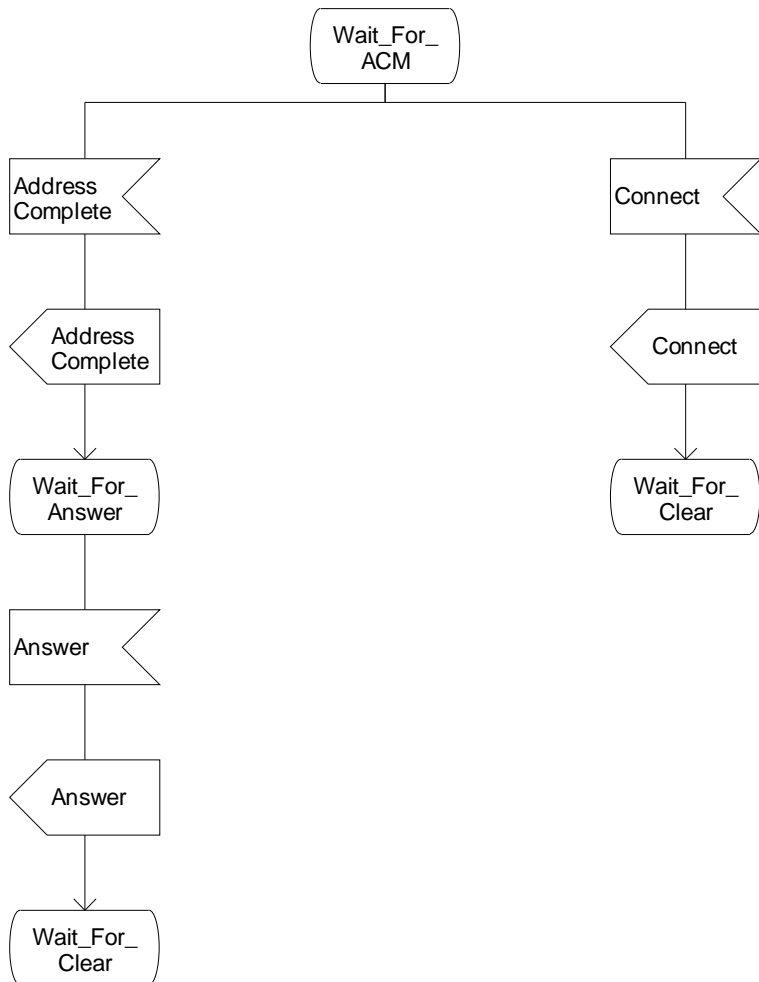 Wait_For_
ACM
Address
Complete
Connect
Address
Complete
Connect
Wait_For_
Answer
Wait_For_
Clear
Answer
Answer
Wait_For_
Clear